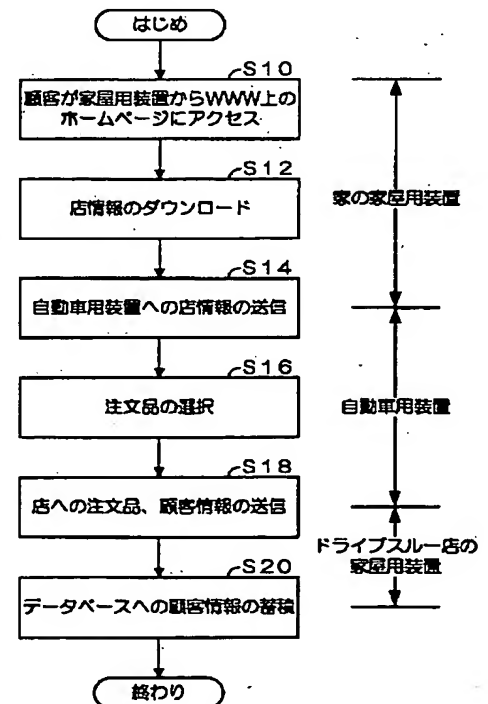 はじめ
S10
顧客が家屋用装置からWWW上の
ホームページにアクセス
S12
店情報のダウンロード
家の家屋用装置
S14
自動車用装置への店情報の送信
S16
注文品の選択
自動車用装置
S18
店への注文品、顧客情報の送信
ドライブスルー店の
家屋用装置
S20
データベースへの顧客情報の蓄積
終わり